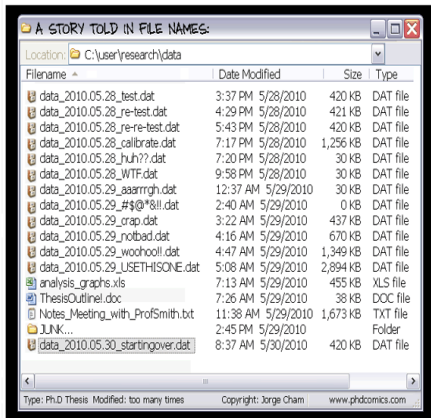 A STORY TOLD IN FILE NAMES:
Location: C:\user\research\data
Filename Date Modified Size Type
data_2010.05.28_test.dat 3:37 PM 5/28/2010 420 KB DAT file
data_2010.05.28_re-test.dat 4:29 PM 5/28/2010 421 KB DAT file
data_2010.05.28_re-re-test.dat 5:43 PM 5/28/2010 420 KB DAT file
data_2010.05.28_calibrate.dat 7:17 PM 5/28/2010 1,256 KB DAT file
data_2010.05.28_huh??.dat 7:20 PM 5/28/2010 30 KB DAT file
data_2010.05.28_WTF.dat 9:58 PM 5/28/2010 30 KB DAT file
data_2010.05.29_aaarrrgh.dat 12:37 AM 5/29/2010 30 KB DAT file
data_2010.05.29_#$@*&!!.dat 2:40 AM 5/29/2010 0 KB DAT file
data_2010.05.29_crap.dat 3:22 AM 5/29/2010 437 KB DAT file
data_2010.05.29_notbad.dat 4:16 AM 5/29/2010 670 KB DAT file
data_2010.05.29_woohoo!!.dat 4:47 AM 5/29/2010 1,349 KB DAT file
data_2010.05.29_USETHISONE.dat 5:08 AM 5/29/2010 2,894 KB DAT file
analysis_graphs.xls 7:13 AM 5/29/2010 455 KB XLS file
ThesisOutline!.doc 7:26 AM 5/29/2010 38 KB DOC file
Notes_Meeting_with_ProfSmith.txt 11:38 AM 5/29/2010 1,673 KB TXT file
JUNK... 2:45 PM 5/29/2010 Folder
data_2010.05.30_startingover.dat 8:37 AM 5/30/2010 420 KB DAT file
Type: Ph.D Thesis Modified: too many times Copyright: Jorge Cham www.phdcomics.com